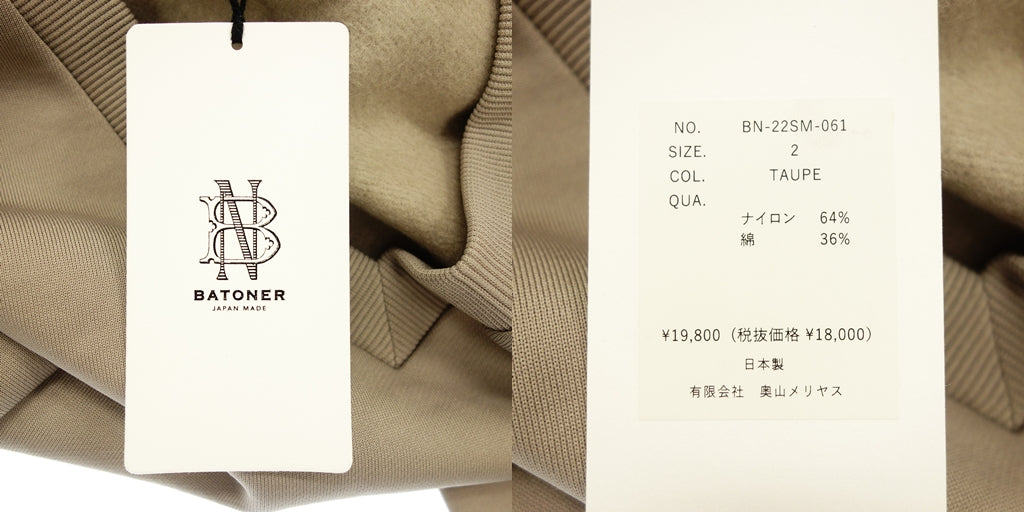 BN
BATONER
JAPAN MADE
NO. BN-22SM-061
SIZE. 2
COL. TAUPE
QUA.
ナイロン 64%
綿 36%
¥19,800（税抜価格 ¥18,000）
日本製
有限会社 奥山メリヤス